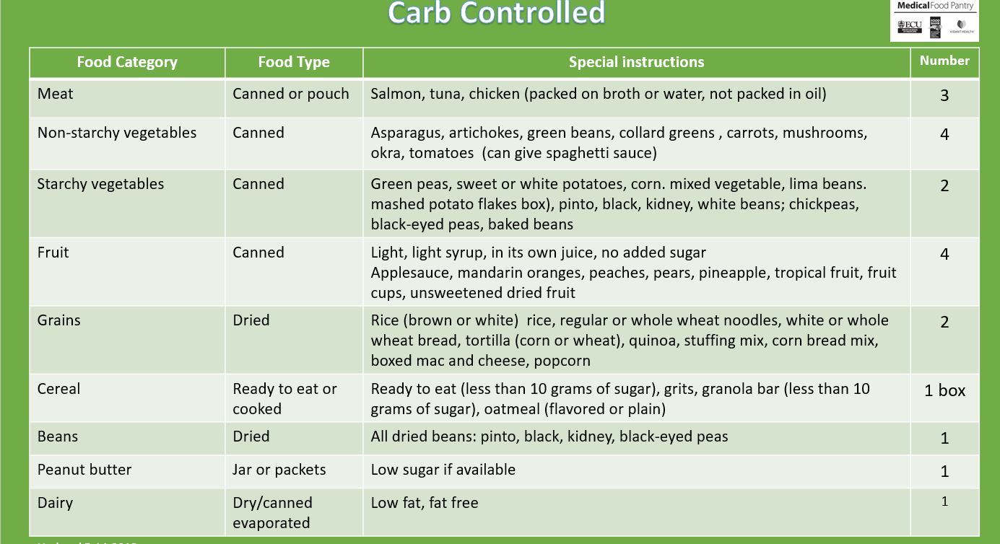 Carb Controlled
Medical Food Pantry
ECU
FOOD BANK
VIDANT HEALTH
Food Category
Food Type
Special instructions
Number
Meat
Canned or pouch
Salmon, tuna, chicken (packed on broth or water, not packed in oil)
3
Non-starchy vegetables
Canned
Asparagus, artichokes, green beans, collard greens , carrots, mushrooms,
okra, tomatoes  (can give spaghetti sauce)
4
Starchy vegetables
Canned
Green peas, sweet or white potatoes, corn. mixed vegetable, lima beans.
mashed potato flakes box), pinto, black, kidney, white beans; chickpeas,
black-eyed peas, baked beans
2
Fruit
Canned
Light, light syrup, in its own juice, no added sugar
Applesauce, mandarin oranges, peaches, pears, pineapple, tropical fruit, fruit
cups, unsweetened dried fruit
4
Grains
Dried
Rice (brown or white)  rice, regular or whole wheat noodles, white or whole
wheat bread, tortilla (corn or wheat), quinoa, stuffing mix, corn bread mix,
boxed mac and cheese, popcorn
2
Cereal
Ready to eat or
cooked
Ready to eat (less than 10 grams of sugar), grits, granola bar (less than 10
grams of sugar), oatmeal (flavored or plain)
1 box
Beans
Dried
All dried beans: pinto, black, kidney, black-eyed peas
1
Peanut butter
Jar or packets
Low sugar if available
1
Dairy
Dry/canned
evaporated
Low fat, fat free
1